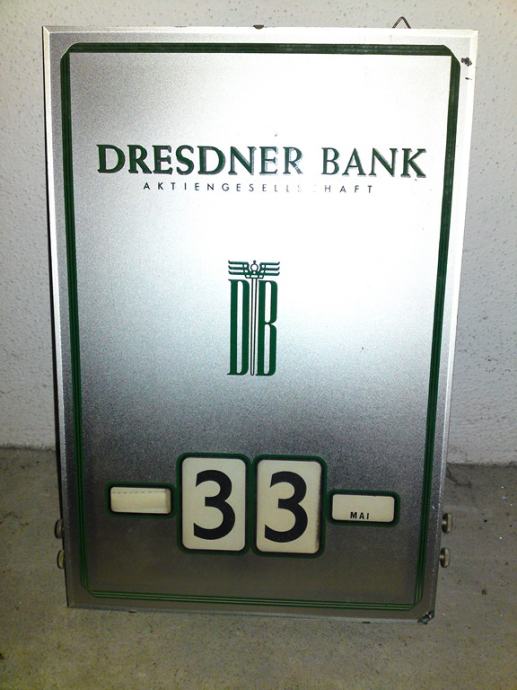 DRESDNER BANK
AKTIENGESELLSCHAFT
DB
33 MAI